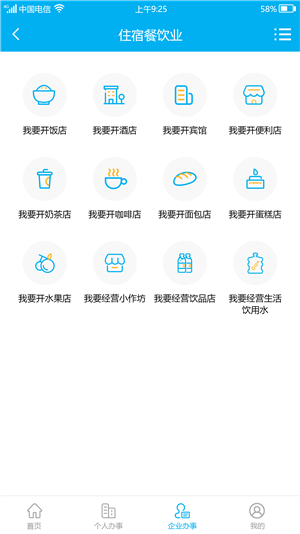 4G 中国电信 上午9:25 58%
住宿餐饮业
我要开饭店 我要开酒店 我要开宾馆 我要开便利店
我要开奶茶店 我要开咖啡店 我要开面包店 我要开蛋糕店
我要开水果店 我要经营小作坊 我要经营饮品店 我要经营生活
饮用水
首页 个人办事 企业办事 我的